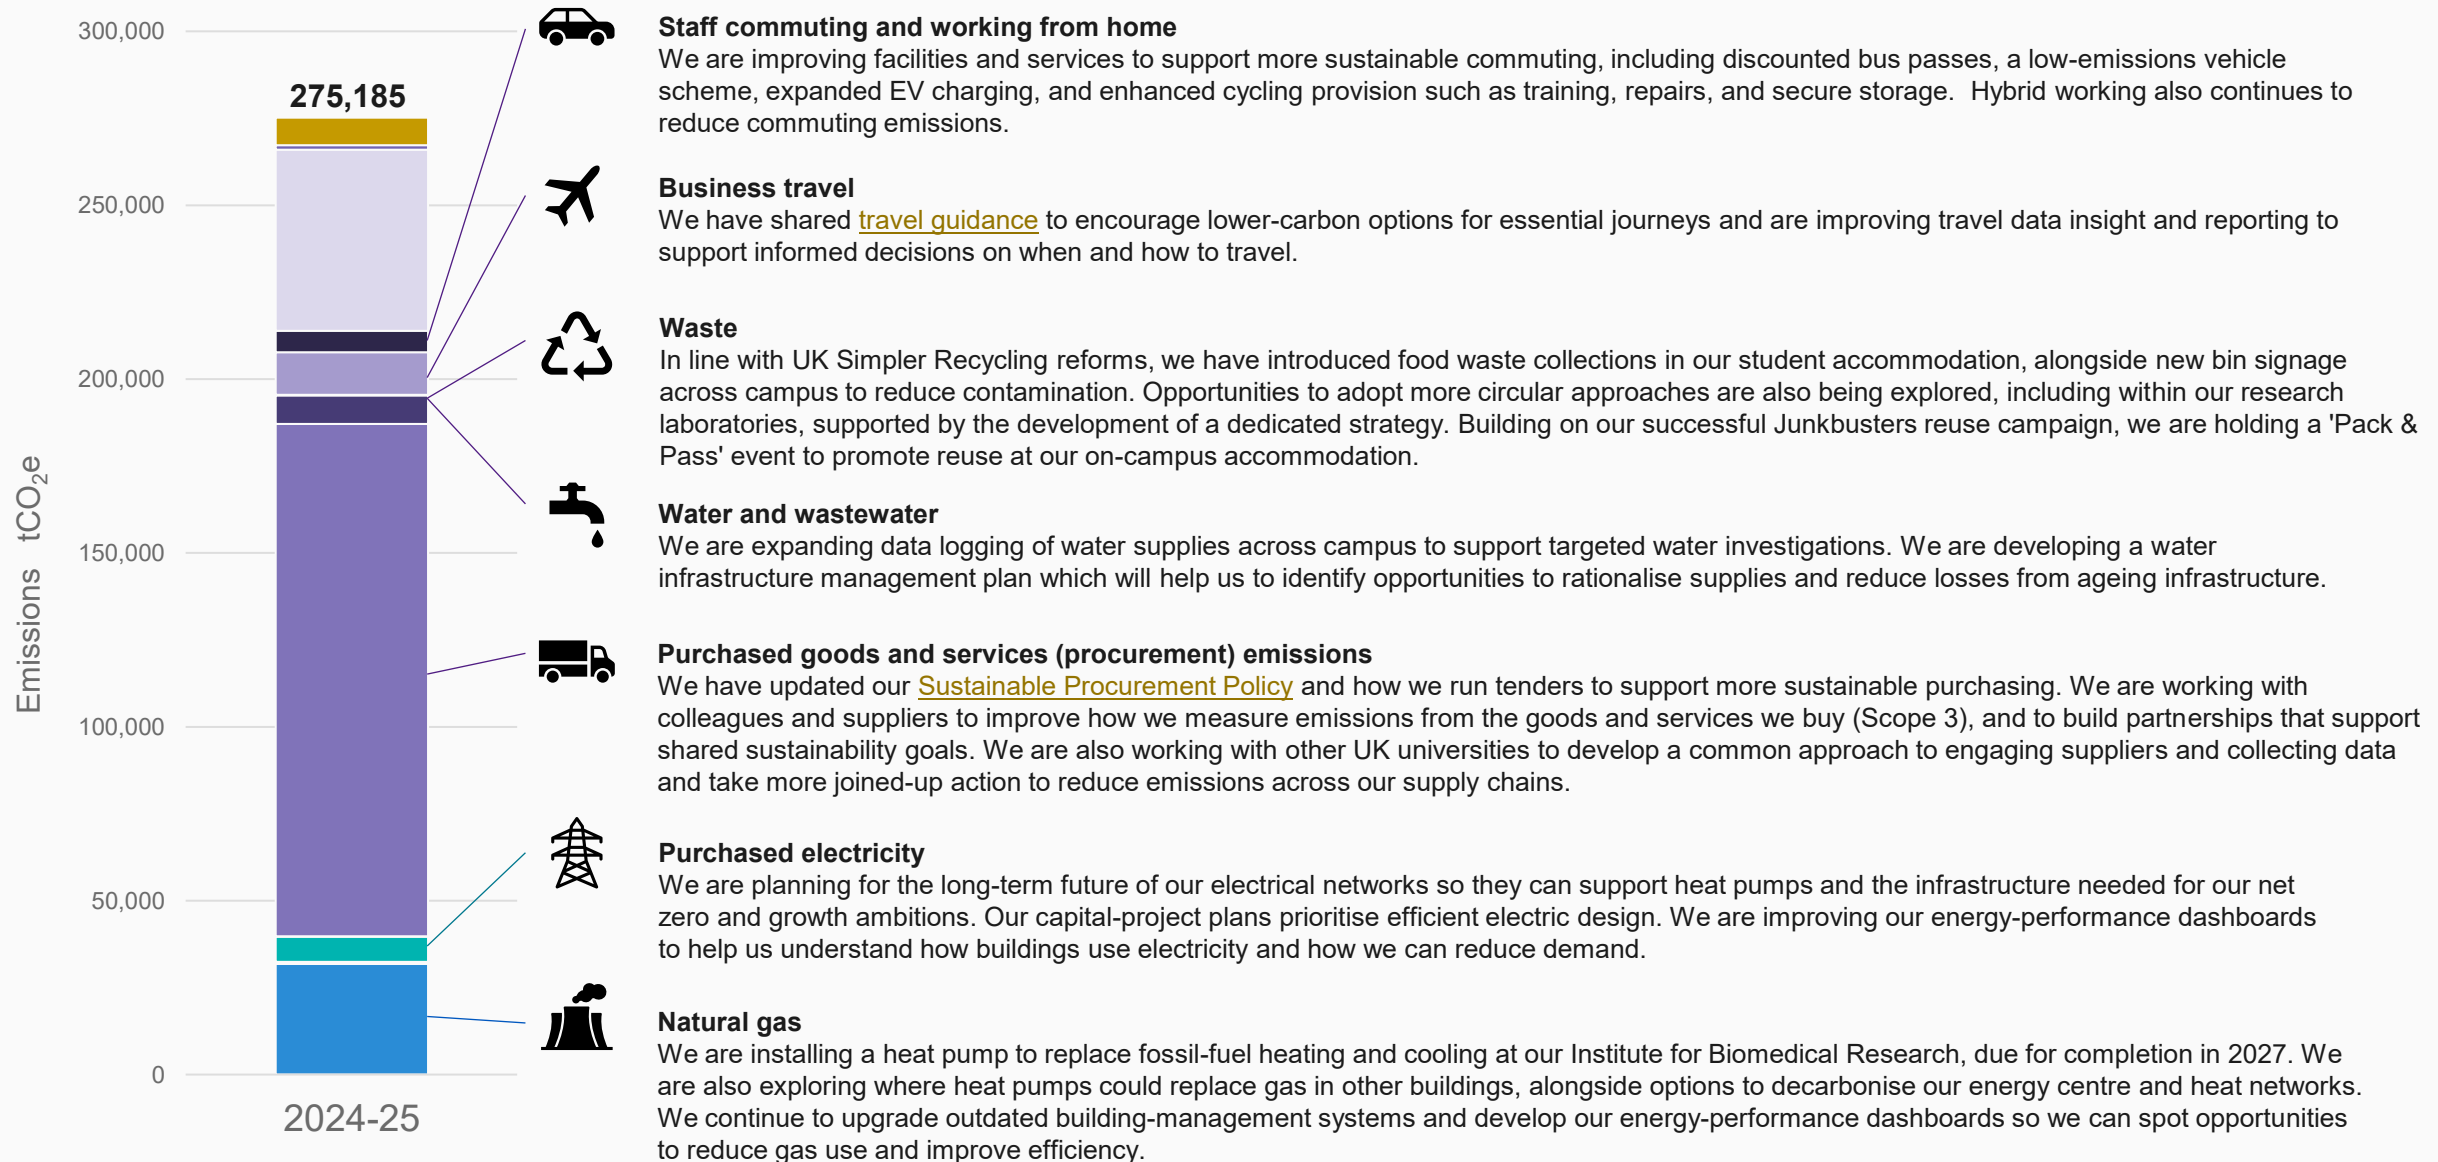 300,000
275,185
250,000
200,000
150,000
100,000
50,000
0
Emissions tCO₂e
2024-25
Staff commuting and working from home
We are improving facilities and services to support more sustainable commuting, including discounted bus passes, a low-emissions vehicle
scheme, expanded EV charging, and enhanced cycling provision such as training, repairs, and secure storage.  Hybrid working also continues to
reduce commuting emissions.
Business travel
We have shared travel guidance to encourage lower-carbon options for essential journeys and are improving travel data insight and reporting to
support informed decisions on when and how to travel.
Waste
In line with UK Simpler Recycling reforms, we have introduced food waste collections in our student accommodation, alongside new bin signage
across campus to reduce contamination. Opportunities to adopt more circular approaches are also being explored, including within our research
laboratories, supported by the development of a dedicated strategy. Building on our successful Junkbusters reuse campaign, we are holding a 'Pack &
Pass' event to promote reuse at our on-campus accommodation.
Water and wastewater
We are expanding data logging of water supplies across campus to support targeted water investigations. We are developing a water
infrastructure management plan which will help us to identify opportunities to rationalise supplies and reduce losses from ageing infrastructure.
Purchased goods and services (procurement) emissions
We have updated our Sustainable Procurement Policy and how we run tenders to support more sustainable purchasing. We are working with
colleagues and suppliers to improve how we measure emissions from the goods and services we buy (Scope 3), and to build partnerships that support
shared sustainability goals. We are also working with other UK universities to develop a common approach to engaging suppliers and collecting data
and take more joined-up action to reduce emissions across our supply chains.
Purchased electricity
We are planning for the long-term future of our electrical networks so they can support heat pumps and the infrastructure needed for our net
zero and growth ambitions. Our capital-project plans prioritise efficient electric design. We are improving our energy-performance dashboards
to help us understand how buildings use electricity and how we can reduce demand.
Natural gas
We are installing a heat pump to replace fossil-fuel heating and cooling at our Institute for Biomedical Research, due for completion in 2027. We
are also exploring where heat pumps could replace gas in other buildings, alongside options to decarbonise our energy centre and heat networks.
We continue to upgrade outdated building-management systems and develop our energy-performance dashboards so we can spot opportunities
to reduce gas use and improve efficiency.